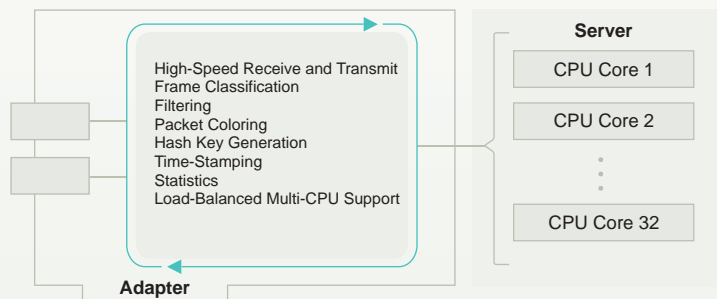 High-Speed Receive and Transmit
Frame Classification
Filtering
Packet Coloring
Hash Key Generation
Time-Stamping
Statistics
Load-Balanced Multi-CPU Support
Adapter
Server
CPU Core 1
CPU Core 2
CPU Core 32